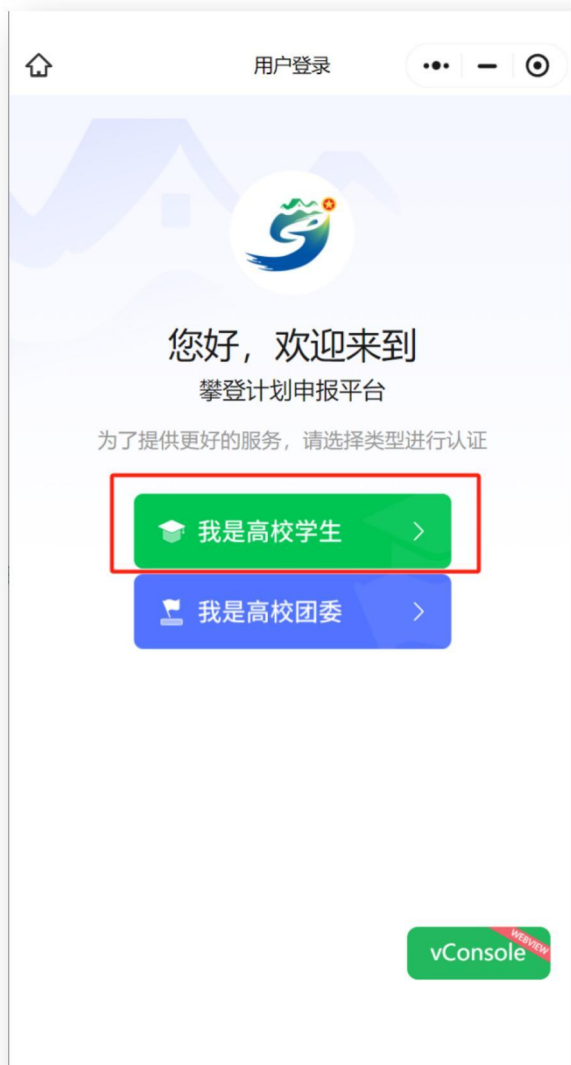 用户登录
您好，欢迎来到
攀登计划申报平台
为了提供更好的服务，请选择类型进行认证
我是高校学生
我是高校团委
WEBVIEW
vConsole